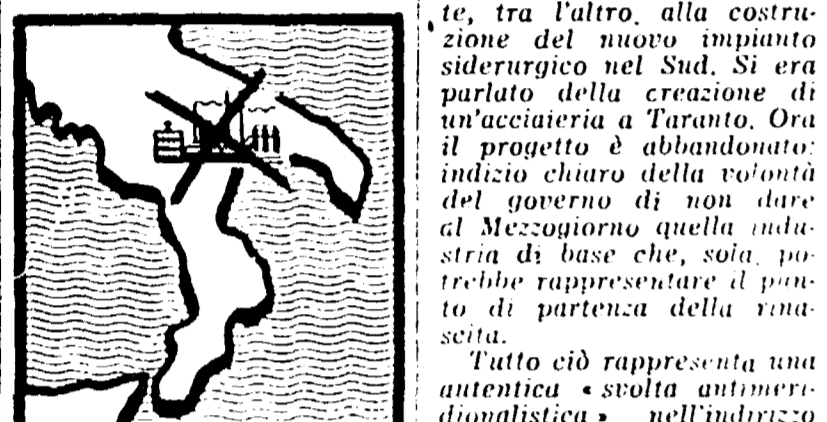 te, tra l'altro, alla costru-
zione del nuovo impianto
siderurgico nel Sud. Si era
parlato della creazione di
un'acciaieria a Taranto. Ora
il progetto è abbandonato:
indizio chiaro della volontà
del governo di non dare
al Mezzogiorno quella indu-
stria di base che, sola, po-
trebbe rappresentare il pun-
to di partenza della rina-
scita.
Tutto ciò rappresenta una
autentica « svolta antimeri-
dionalistica » nell'indirizzo